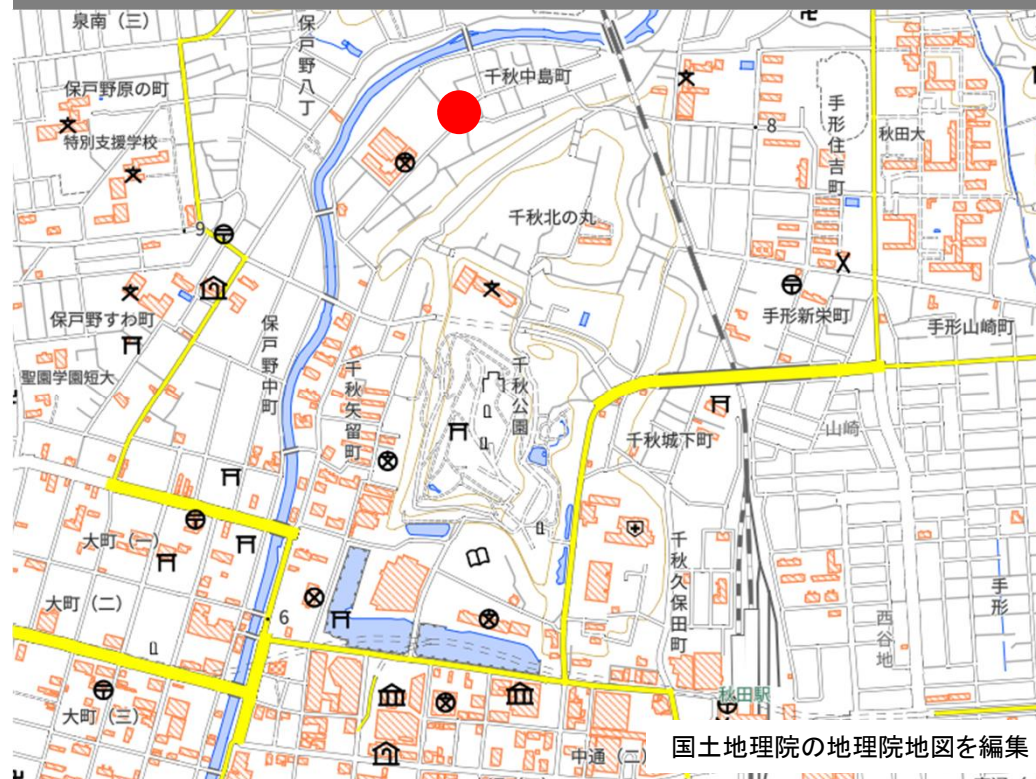 泉南（三）
保戸野八丁
千秋中島町
保戸野原の町
手形住吉町
8
秋田大
特別支援学校
千秋北の丸
9
手形新栄町
手形山崎町
保戸野すわ町
保戸野中町
聖園学園短大
千秋矢留町
千秋公園
千秋城下町
山崎
大町（一）
千秋久保田町
手形
大町（二）
6
西谷地
秋田駅
大町（三）
中通（二）
国土地理院の地理院地図を編集